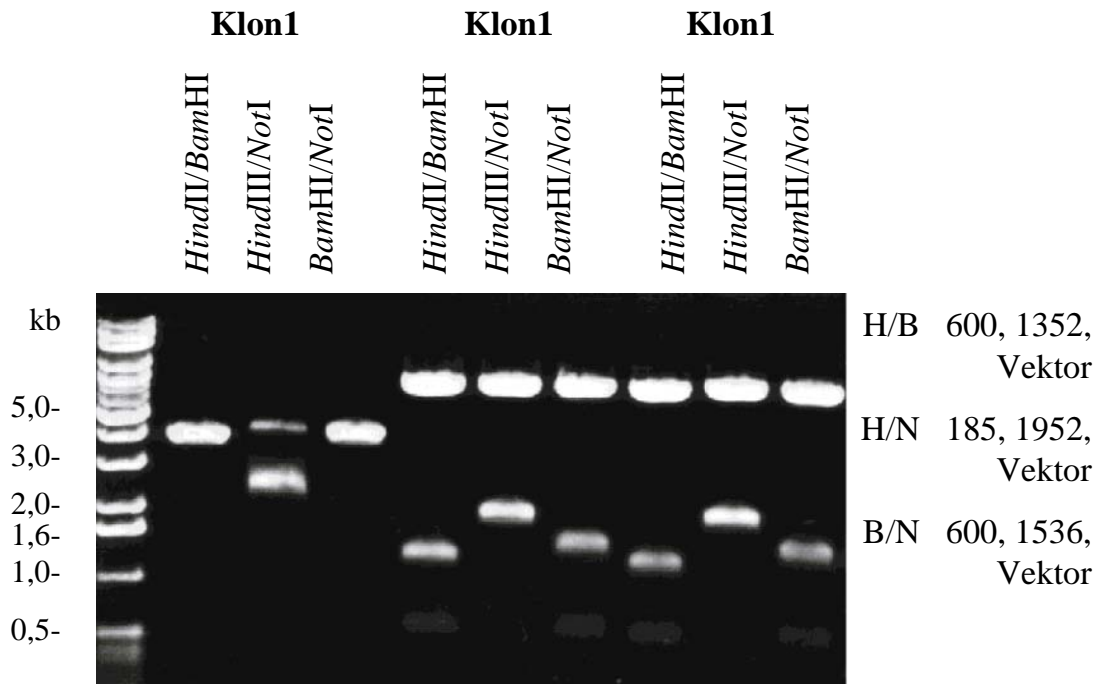 Klon1 Klon1 Klon1
HindII/BamHI
HindIII/NotI
BamHI/NotI
HindII/BamHI
HindIII/NotI
BamHI/NotI
HindII/BamHI
HindIII/NotI
BamHI/NotI
kb
5,0-
3,0-
2,0-
1,6-
1,0-
0,5-
H/B 600, 1352,
Vektor
H/N 185, 1952,
Vektor
B/N 600, 1536,
Vektor